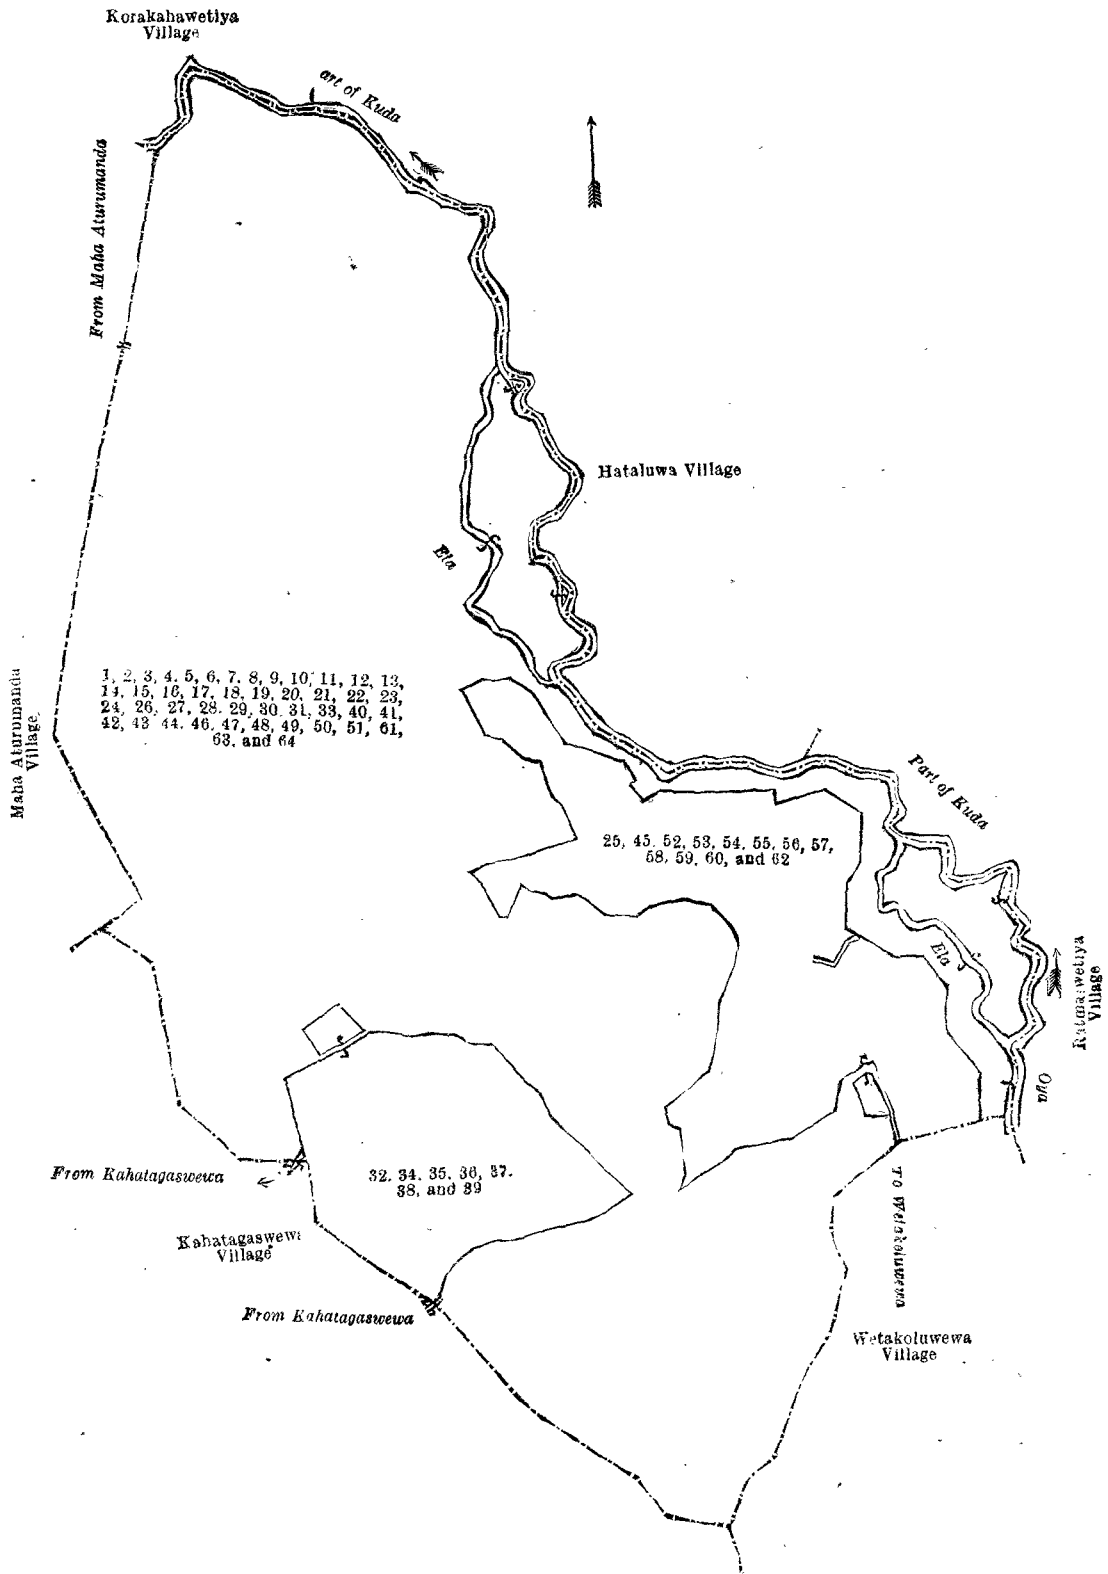 Korakahawetiya
Village
art of Kuda
From Maha Aturumanda
Hataluwa Village
Ela
1, 2, 3, 4. 5, 6, 7. 8, 9, 10, 11, 12, 13,
14, 15, 16, 17, 18, 19, 20, 21, 22, 23,
24, 26, 27, 28, 29, 30, 31, 33, 40, 41,
42, 43 44. 46, 47, 48, 49, 50, 51, 61,
63, and 64
Maha Aturumanda
Village
Part of Kuda
25, 45, 52, 53, 54, 55, 56, 57,
58, 59, 60, and 62
Ela
Village
Oya
From Kahatagaswewa
32, 34, 35, 36, 37.
38, and 39
Kahatagaswew
Village
To Wetakoluwewa
From Kahatagaswewa
Wetakoluwewa
Village